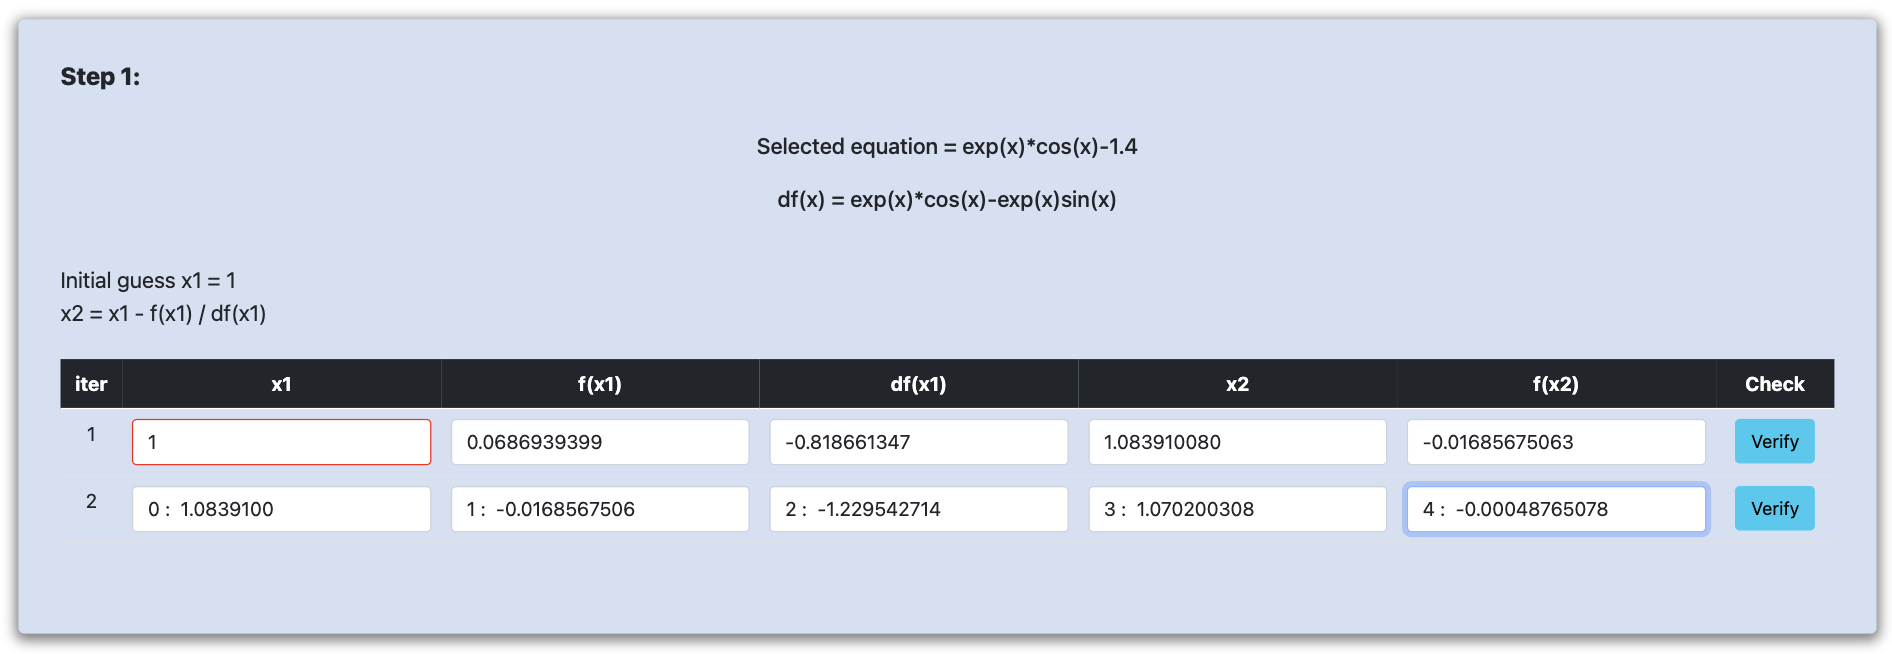 Step 1:
Selected equation = exp(x)*cos(x)-1.4
df(x) = exp(x)*cos(x)-exp(x)sin(x)
Initial guess x1 = 1
x2 = x1 - f(x1) / df(x1)
iter x1 f(x1) df(x1) x2 f(x2) Check
1 1 0.0686939399 -0.818661347 1.083910080 -0.01685675063 Verify
2 0 : 1.0839100 1 : -0.0168567506 2 : -1.229542714 3 : 1.070200308 4 : -0.00048765078 Verify